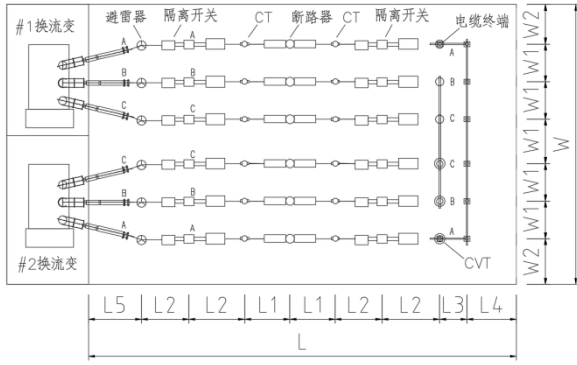 #1换流变
避雷器 隔离开关 CT 断路器 CT 隔离开关 电缆终端
A A A
B B B
C C C
C C C
B B B
A A A
#2换流变
CVT
W2
W1
W1
W1
W1
W1
W2
W
L5 L2 L2 L1 L1 L2 L2 L3 L4
L